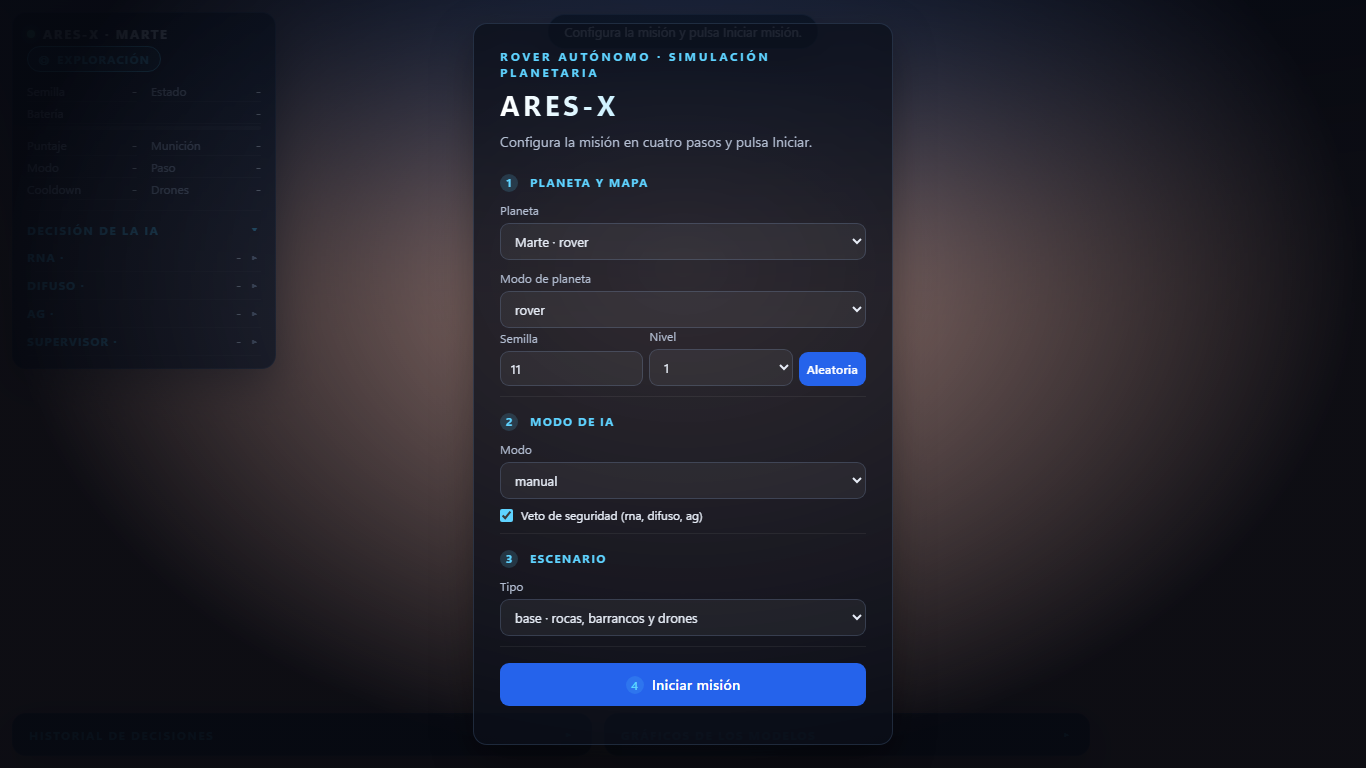 ARES-X · MARTE
EXPLORACIÓN
Semilla – Estado –
Batería –
Puntaje – Munición –
Modo – Paso –
Cooldown – Drones –
DECISIÓN DE LA IA
RNA · –
DIFUSO · –
AG · –
SUPERVISOR · –
Configura la misión y pulsa Iniciar misión.
ROVER AUTÓNOMO · SIMULACIÓN
PLANETARIA
ARES-X
Configura la misión en cuatro pasos y pulsa Iniciar.
1 PLANETA Y MAPA
Planeta
Marte · rover
Modo de planeta
rover
Semilla Nivel
11 1 Aleatoria
2 MODO DE IA
Modo
manual
Veto de seguridad (rna, difuso, ag)
3 ESCENARIO
Tipo
base · rocas, barrancos y drones
4 Iniciar misión
HISTORIAL DE DECISIONES